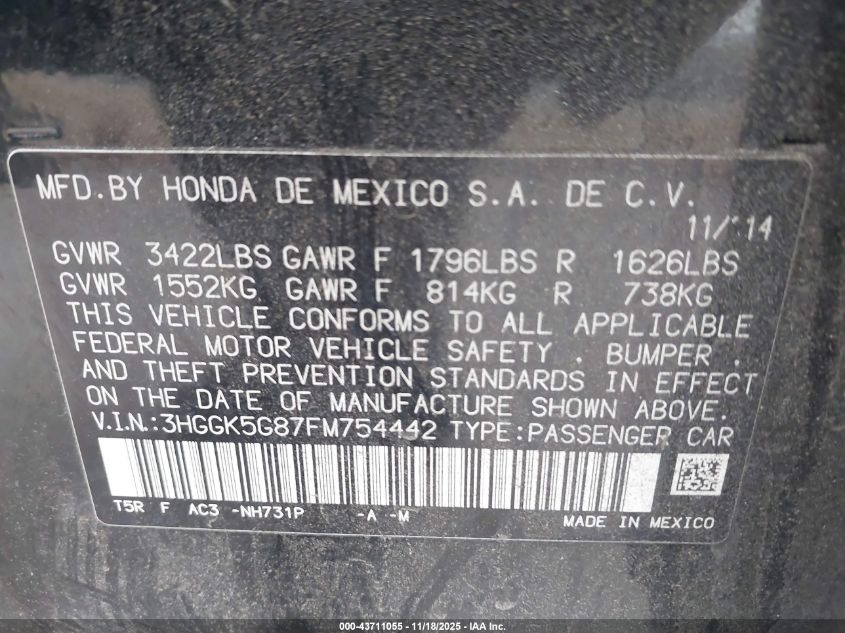 MFD.BY HONDA DE MEXICO S.A. DE C.V.
11/14
GVWR 3422LBS GAWR F 1796LBS R 1626LBS
GVWR 1552KG GAWR F 814KG R 738KG
THIS VEHICLE CONFORMS TO ALL APPLICABLE
FEDERAL MOTOR VEHICLE SAFETY , BUMPER ,
AND THEFT PREVENTION STANDARDS IN EFFECT
ON THE DATE OF MANUFACTURE SHOWN ABOVE.
V.I.N.:3HGGK5G87FM754442 TYPE:PASSENGER CAR
T5R F AC3 -NH731P -A -M
MADE IN MEXICO
000-43711055 - 11/18/2025 - IAA Inc.